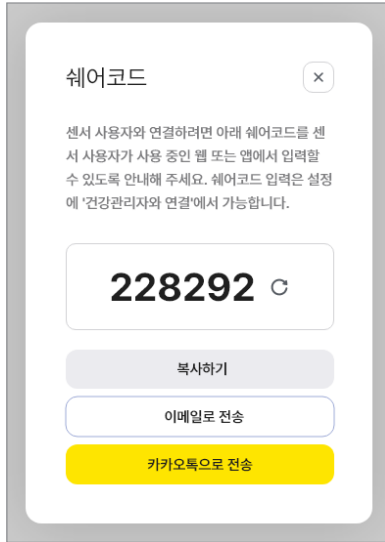 쉐어코드
센서 사용자와 연결하려면 아래 쉐어코드를 센
서 사용자가 사용 중인 웹 또는 앱에서 입력할
수 있도록 안내해 주세요. 쉐어코드 입력은 설정
에 '건강관리자와 연결'에서 가능합니다.
228292
복사하기
이메일로 전송
카카오톡으로 전송